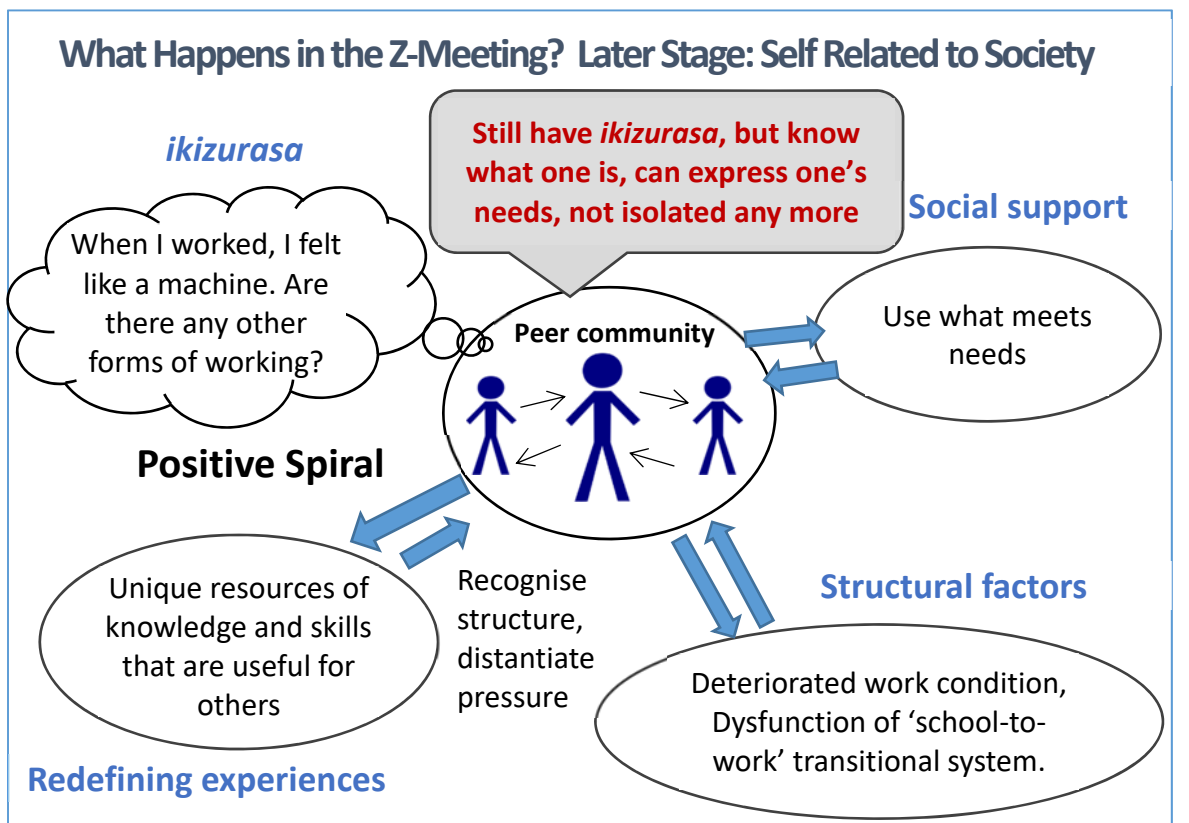 What Happens in the Z-Meeting? Later Stage: Self Related to Society
ikizurasa
When I worked, I felt
like a machine. Are
there any other
forms of working?
Still have ikizurasa, but know
what one is, can express one's
needs, not isolated any more
Social support
Use what meets
needs
Peer community
Positive Spiral
Unique resources of
knowledge and skills
that are useful for
others
Redefining experiences
Recognise
structure,
distantiate
pressure
Structural factors
Deteriorated work condition,
Dysfunction of ‘school-to-
work’ transitional system.